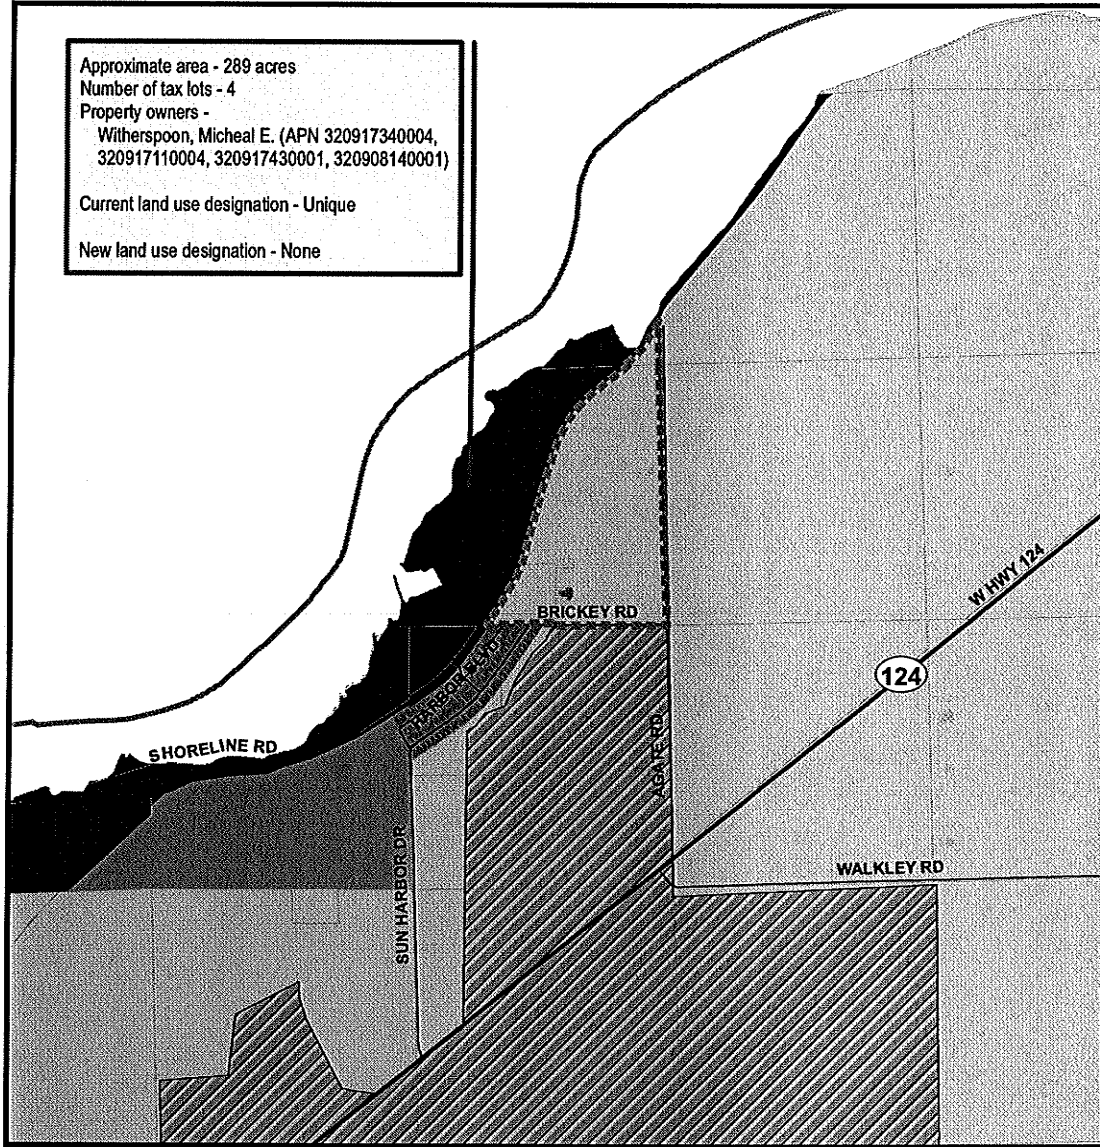 Approximate area - 289 acres
Number of tax lots - 4
Property owners -
Witherspoon, Micheal E. (APN 320917340004,
320917110004, 320917430001, 320908140001)
Current land use designation - Unique
New land use designation - None
W HWY 124
BRICKEY RD
124
HARBOR BLVD
SHORELINE RD
AGATE RD
SUN HARBOR DR
WALKLEY RD